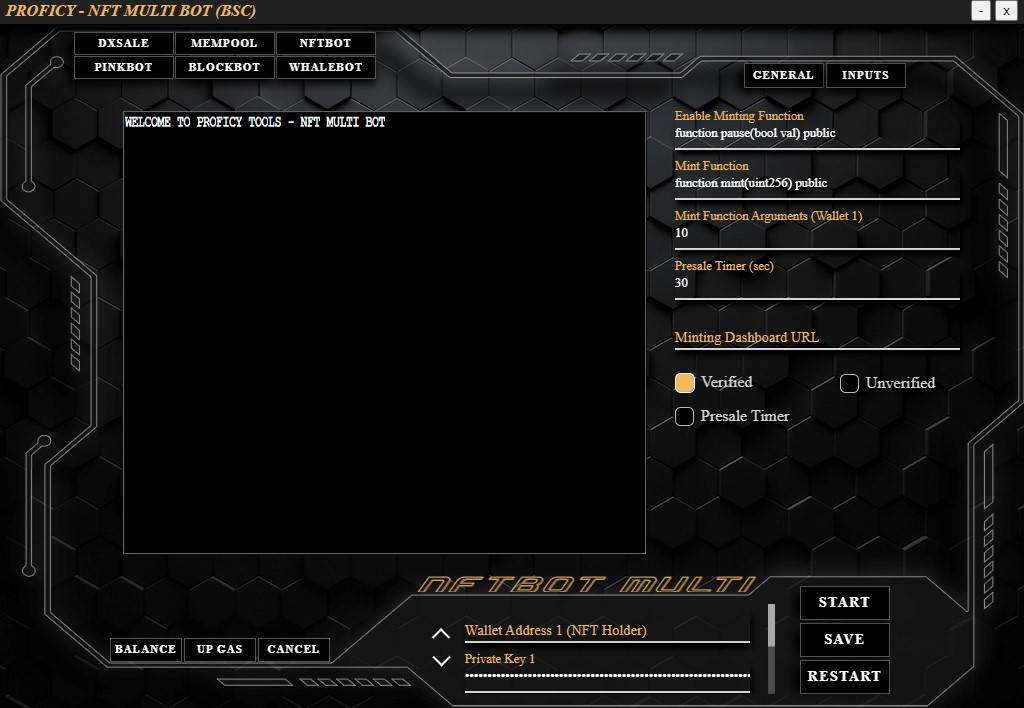 PROFICY - NFT MULTI BOT (BSC)
- x
DXSALE MEMPOOL NFTBOT
PINKBOT BLOCKBOT WHALEBOT
GENERAL INPUTS
WELCOME TO PROFICY TOOLS - NFT MULTI BOT
Enable Minting Function
function pause(bool val) public
Mint Function
function mint(uint256) public
Mint Function Arguments (Wallet 1)
10
Presale Timer (sec)
30
Minting Dashboard URL
Verified Unverified
Presale Timer
NFTBOT MULTI
Wallet Address 1 (NFT Holder)
Private Key 1
BALANCE UP GAS CANCEL
START
SAVE
RESTART